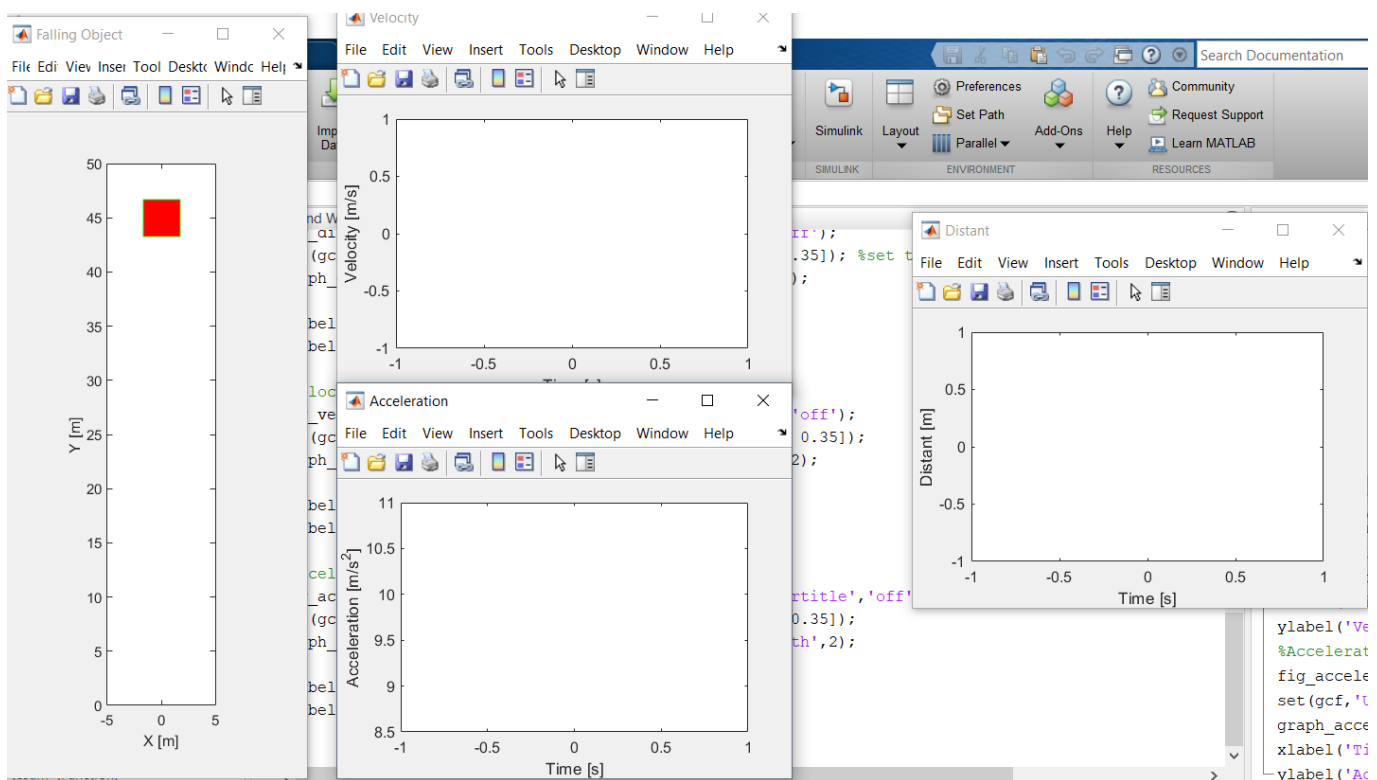 Falling Object
File Edi View Inser Tool Deskto Windo Help
50
45
40
35
30
25
20
15
10
5
0
Y [m]
-5 0 5
X [m]
Velocity
File Edit View Insert Tools Desktop Window Help
1
0.5
0
-0.5
-1
Velocity [m/s]
-1 -0.5 0 0.5 1
Acceleration
File Edit View Insert Tools Desktop Window Help
11
10.5
10
9.5
9
8.5
Acceleration [m/s²]
-1 -0.5 0 0.5 1
Time [s]
Search Documentation
Simulink
Layout
Preferences
Set Path
Parallel
Add-Ons
Help
Community
Request Support
Learn MATLAB
SIMULINK
ENVIRONMENT
RESOURCES
.35]); %set t
);
'off');
0.35]);
2);
rtitle','off'
0.35]);
th',2);
Distant
File Edit View Insert Tools Desktop Window Help
1
0.5
0
-0.5
-1
Distant [m]
-1 -0.5 0 0.5 1
Time [s]
ylabel('Ve
%Accelerat
fig_accele
set(gcf,'U
graph_acce
xlabel('Ti
ylabel('Ac